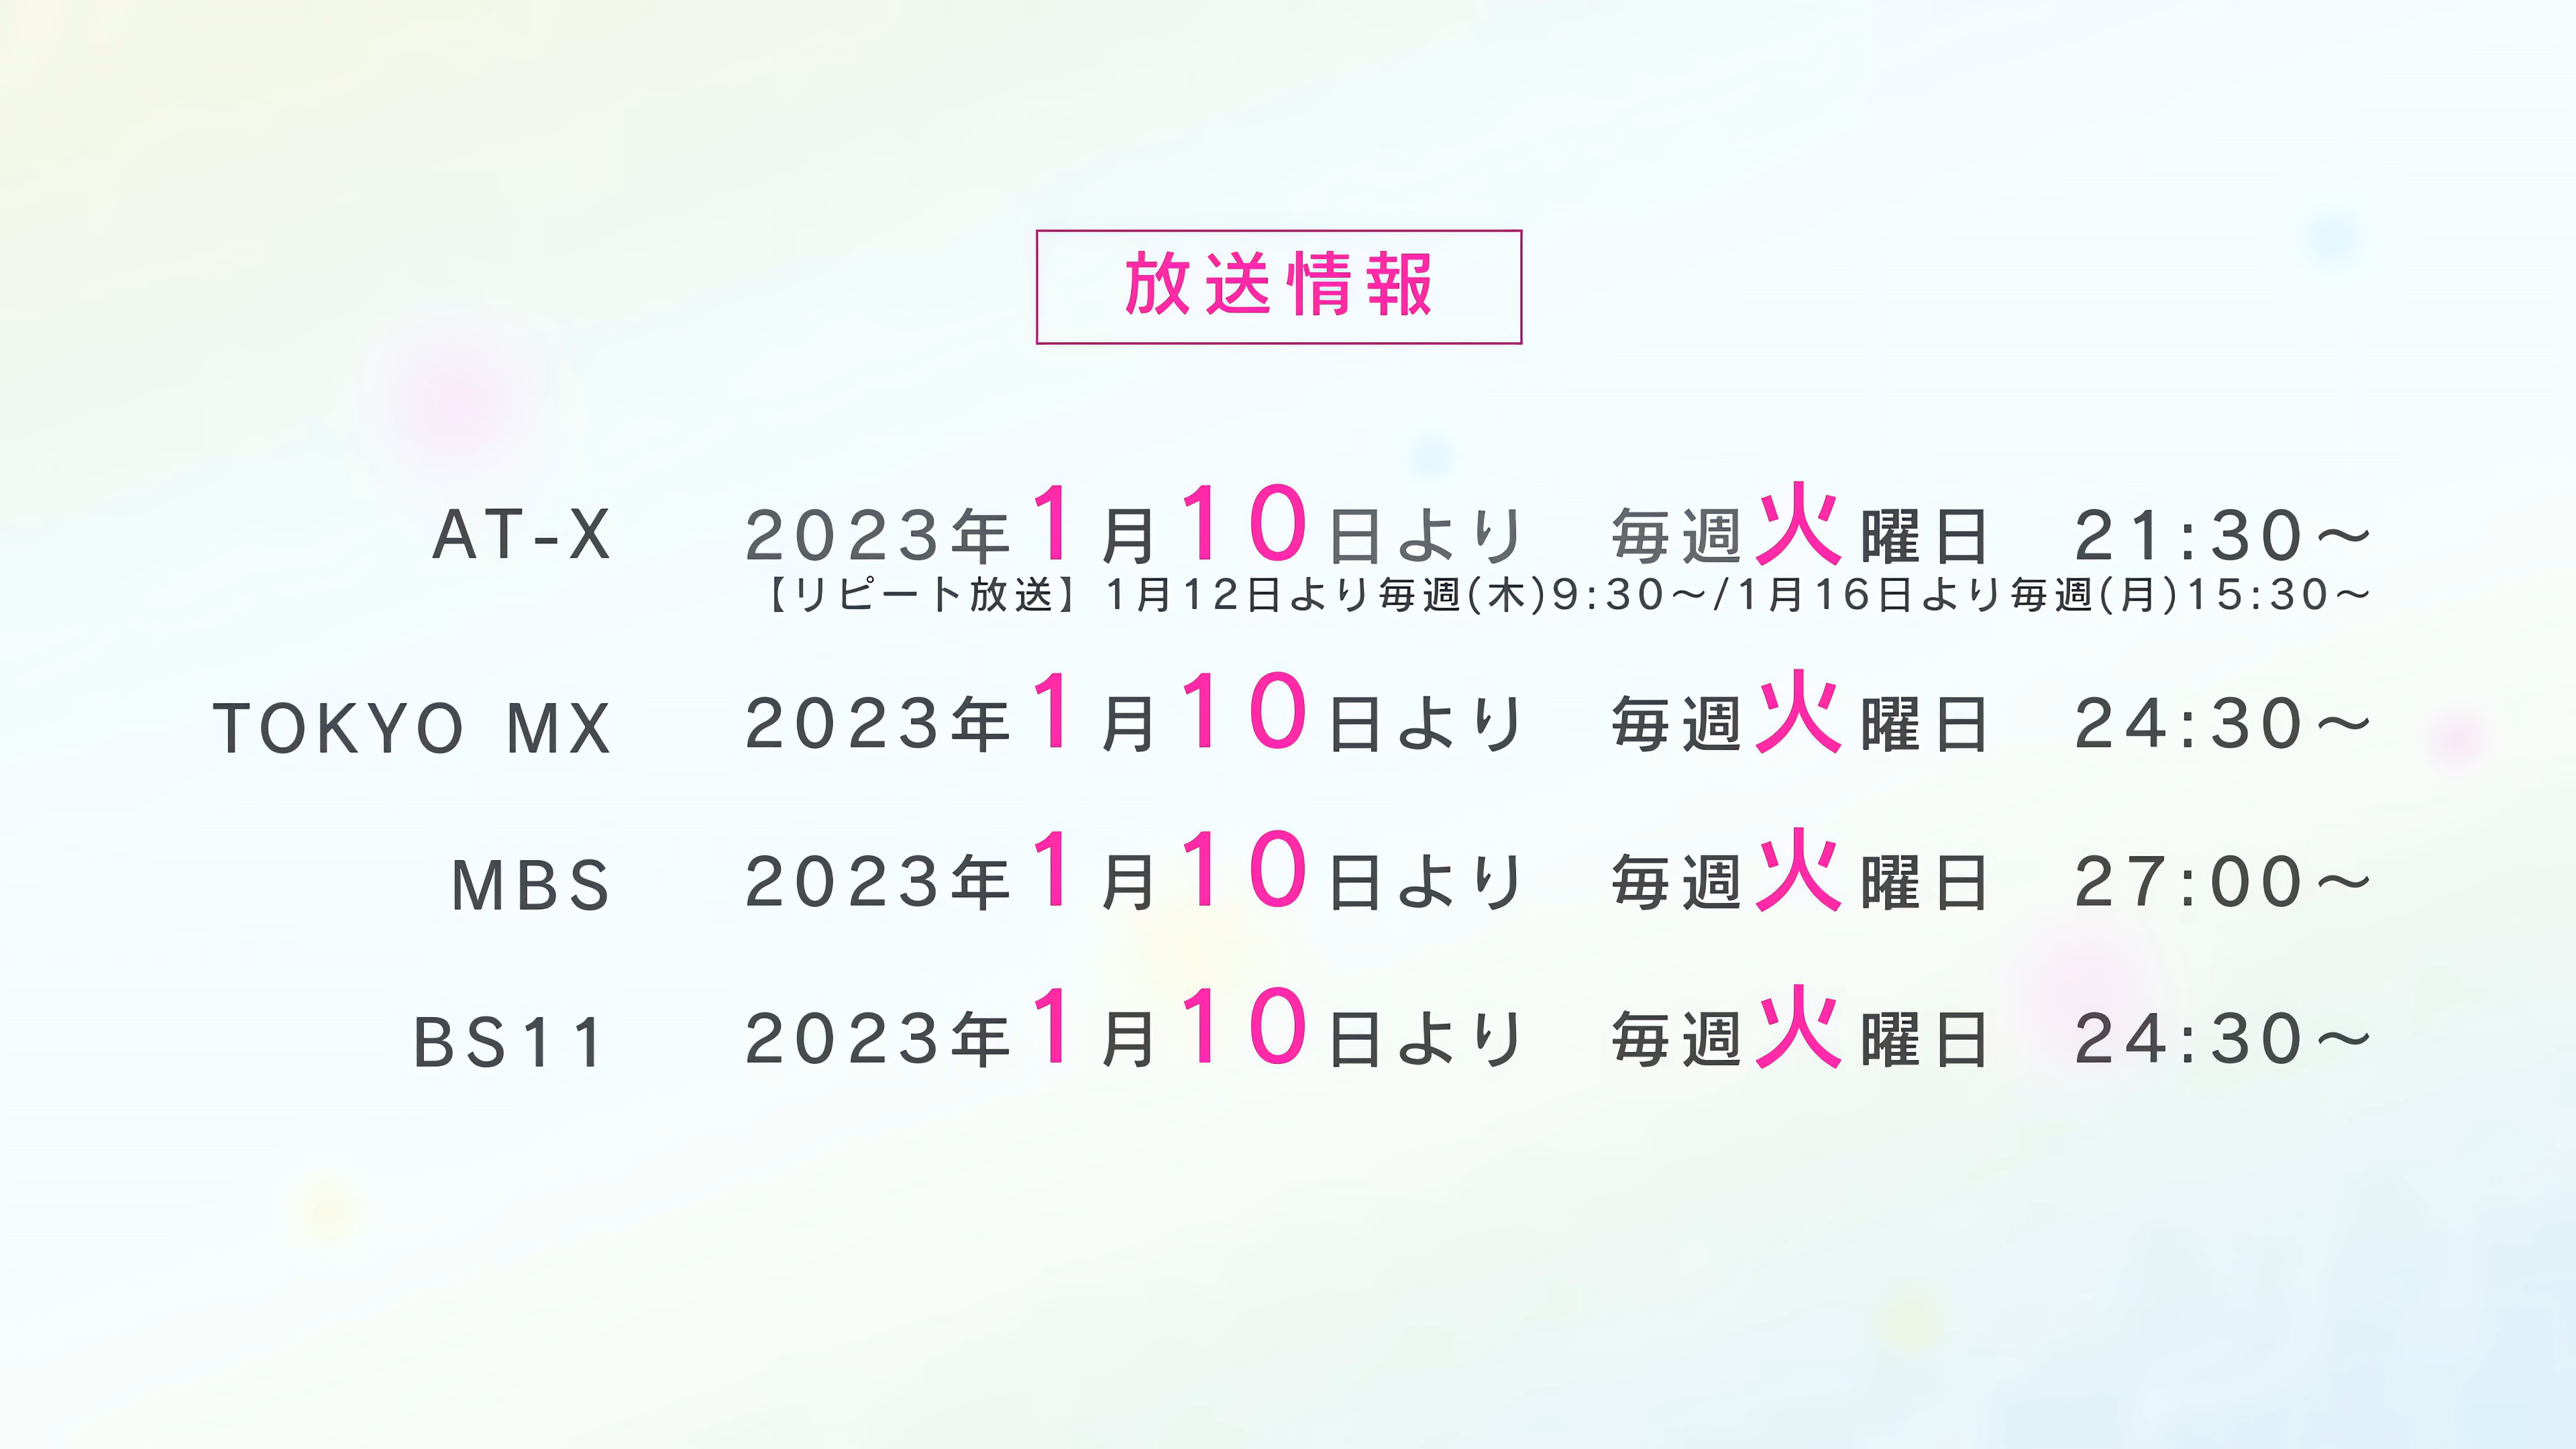 放送情報
AT-X 2023年1月10日より 毎週火曜日 21:30～
【リピート放送】1月12日より毎週(木)9:30～/1月16日より毎週(月)15:30～
TOKYO MX 2023年1月10日より 毎週火曜日 24:30～
MBS 2023年1月10日より 毎週火曜日 27:00～
BS11 2023年1月10日より 毎週火曜日 24:30～